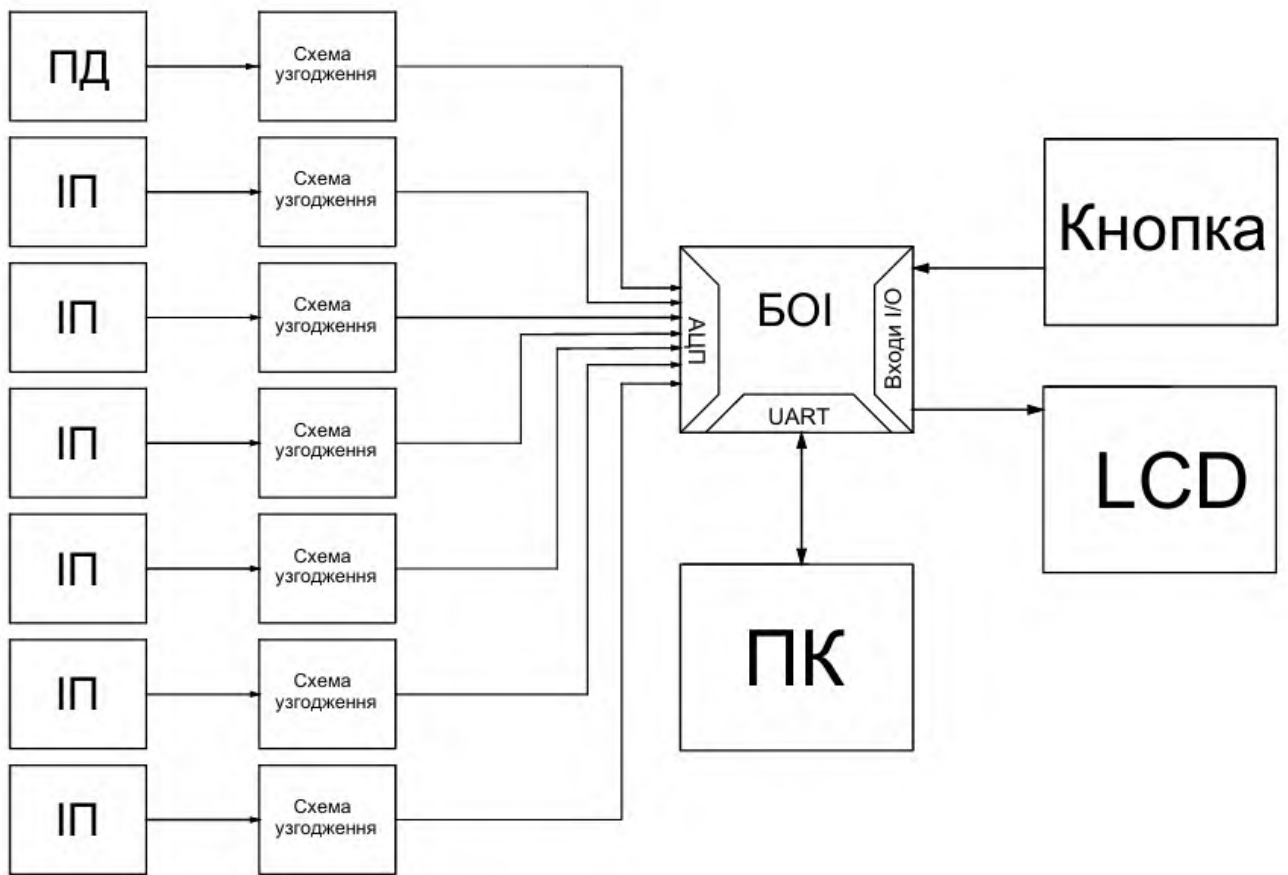 ПД
Схема
узгодження
ІП
Схема
узгодження
ІП
Схема
узгодження
ІП
Схема
узгодження
ІП
Схема
узгодження
ІП
Схема
узгодження
ІП
Схема
узгодження
АЦП
БОІ
Входи І/О
UART
ПК
Кнопка
LCD